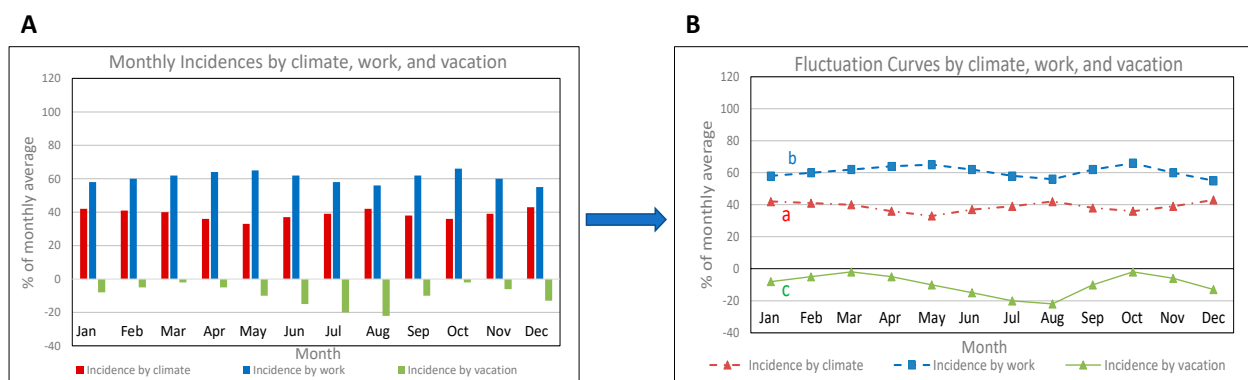 A
Monthly Incidences by climate, work, and vacation
% of monthly average
120
100
80
60
40
20
0
-20
-40
Jan Feb Mar Apr May Jun Jul Aug Sep Oct Nov Dec
Month
Incidence by climate Incidence by work Incidence by vacation
B
Fluctuation Curves by climate, work, and vacation
% of monthly average
120
100
80
60
40
20
0
-20
-40
b
a
c
Jan Feb Mar Apr May Jun Jul Aug Sep Oct Nov Dec
Month
Incidence by climate Incidence by work Incidence by vacation